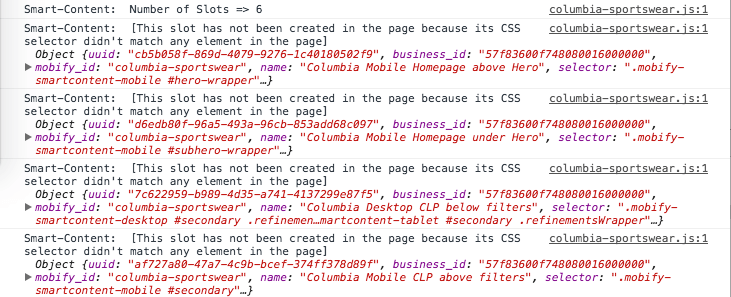 Smart-Content:  Number of Slots => 6 columbia-sportswear.js:1
Smart-Content:  [This slot has not been created in the page because its CSS columbia-sportswear.js:1
selector didn't match any element in the page]
Object {uuid: "cb5b058f-869d-4079-9276-1c40180502f9", business_id: "57f83600f748080016000000",
▶ mobify_id: "columbia-sportswear", name: "Columbia Mobile Homepage above Hero", selector: ".mobify-
smartcontent-mobile #hero-wrapper"…}
Smart-Content:  [This slot has not been created in the page because its CSS columbia-sportswear.js:1
selector didn't match any element in the page]
Object {uuid: "d6edb80f-96a5-493a-96cb-853add68c097", business_id: "57f83600f748080016000000",
▶ mobify_id: "columbia-sportswear", name: "Columbia Mobile Homepage under Hero", selector: ".mobify-
smartcontent-mobile #subhero-wrapper"…}
Smart-Content:  [This slot has not been created in the page because its CSS columbia-sportswear.js:1
selector didn't match any element in the page]
Object {uuid: "7c622959-b989-4d35-a741-4137299e87f5", business_id: "57f83600f748080016000000",
▶ mobify_id: "columbia-sportswear", name: "Columbia Desktop CLP below filters", selector: ".mobify-
smartcontent-desktop #secondary .refinemen…martcontent-tablet #secondary .refinementsWrapper"…}
Smart-Content:  [This slot has not been created in the page because its CSS columbia-sportswear.js:1
selector didn't match any element in the page]
Object {uuid: "af727a80-47a7-4c9b-bcef-374ff378d89f", business_id: "57f83600f748080016000000",
▶ mobify_id: "columbia-sportswear", name: "Columbia Mobile CLP above filters", selector: ".mobify-
smartcontent-mobile #secondary"…}